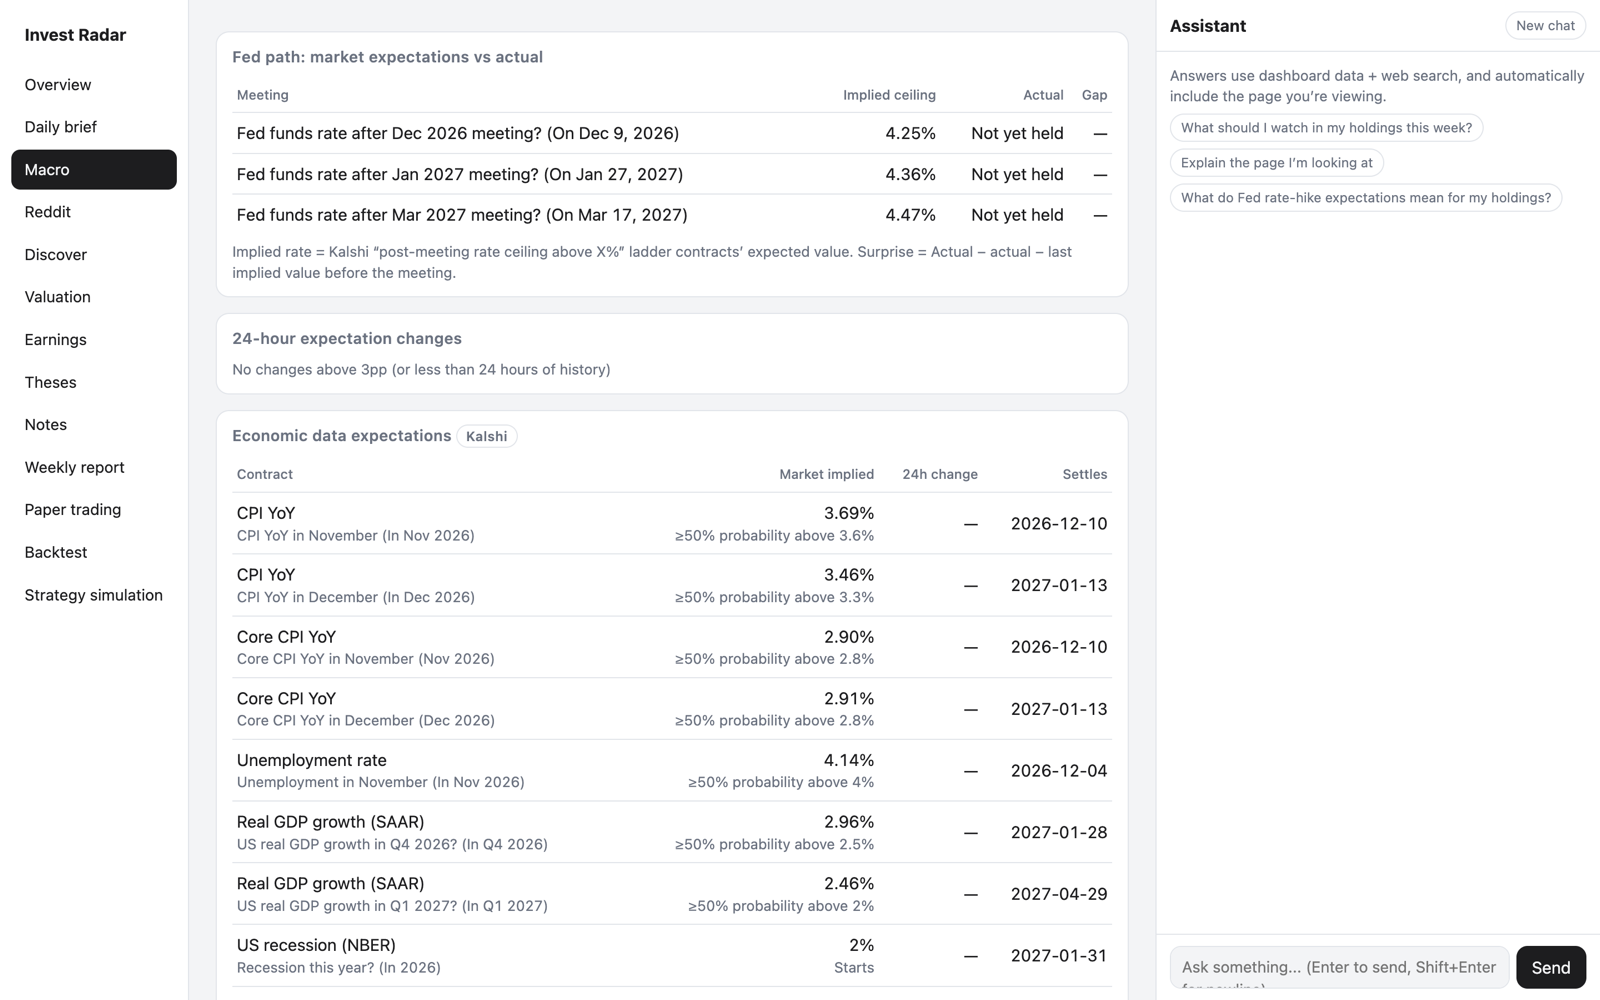 Invest Radar
Overview
Daily brief
Macro
Reddit
Discover
Valuation
Earnings
Theses
Notes
Weekly report
Paper trading
Backtest
Strategy simulation
Fed path: market expectations vs actual
Meeting Implied ceiling Actual Gap
Fed funds rate after Dec 2026 meeting? (On Dec 9, 2026) 4.25% Not yet held —
Fed funds rate after Jan 2027 meeting? (On Jan 27, 2027) 4.36% Not yet held —
Fed funds rate after Mar 2027 meeting? (On Mar 17, 2027) 4.47% Not yet held —
Implied rate = Kalshi “post-meeting rate ceiling above X%” ladder contracts’ expected value. Surprise = Actual − actual − last
implied value before the meeting.
24-hour expectation changes
No changes above 3pp (or less than 24 hours of history)
Economic data expectations Kalshi
Contract Market implied 24h change Settles
CPI YoY 3.69% — 2026-12-10
CPI YoY in November (In Nov 2026) ≥50% probability above 3.6%
CPI YoY 3.46% — 2027-01-13
CPI YoY in December (In Dec 2026) ≥50% probability above 3.3%
Core CPI YoY 2.90% — 2026-12-10
Core CPI YoY in November (Nov 2026) ≥50% probability above 2.8%
Core CPI YoY 2.91% — 2027-01-13
Core CPI YoY in December (Dec 2026) ≥50% probability above 2.8%
Unemployment rate 4.14% — 2026-12-04
Unemployment in November (In Nov 2026) ≥50% probability above 4%
Real GDP growth (SAAR) 2.96% — 2027-01-28
US real GDP growth in Q4 2026? (In Q4 2026) ≥50% probability above 2.5%
Real GDP growth (SAAR) 2.46% — 2027-04-29
US real GDP growth in Q1 2027? (In Q1 2027) ≥50% probability above 2%
US recession (NBER) 2% — 2027-01-31
Recession this year? (In 2026) Starts
Assistant New chat
Answers use dashboard data + web search, and automatically
include the page you’re viewing.
What should I watch in my holdings this week?
Explain the page I’m looking at
What do Fed rate-hike expectations mean for my holdings?
Ask something... (Enter to send, Shift+Enter
Send